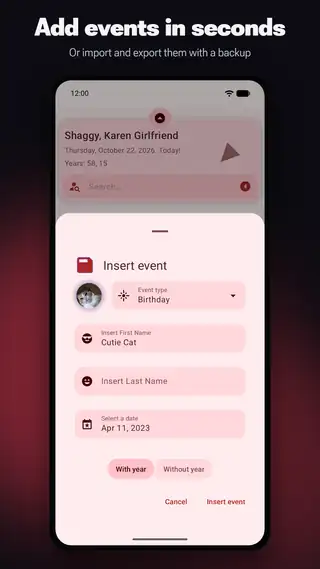 Add events in seconds
Or import and export them with a backup
12:00
Shaggy, Karen Girlfriend
Thursday, October 22, 2026. Today!
Years: 58, 15
Search...
Insert event
Event type
Birthday
Insert First Name
Cutie Cat
Insert Last Name
Select a date
Apr 11, 2023
With year
Without year
Cancel
Insert event